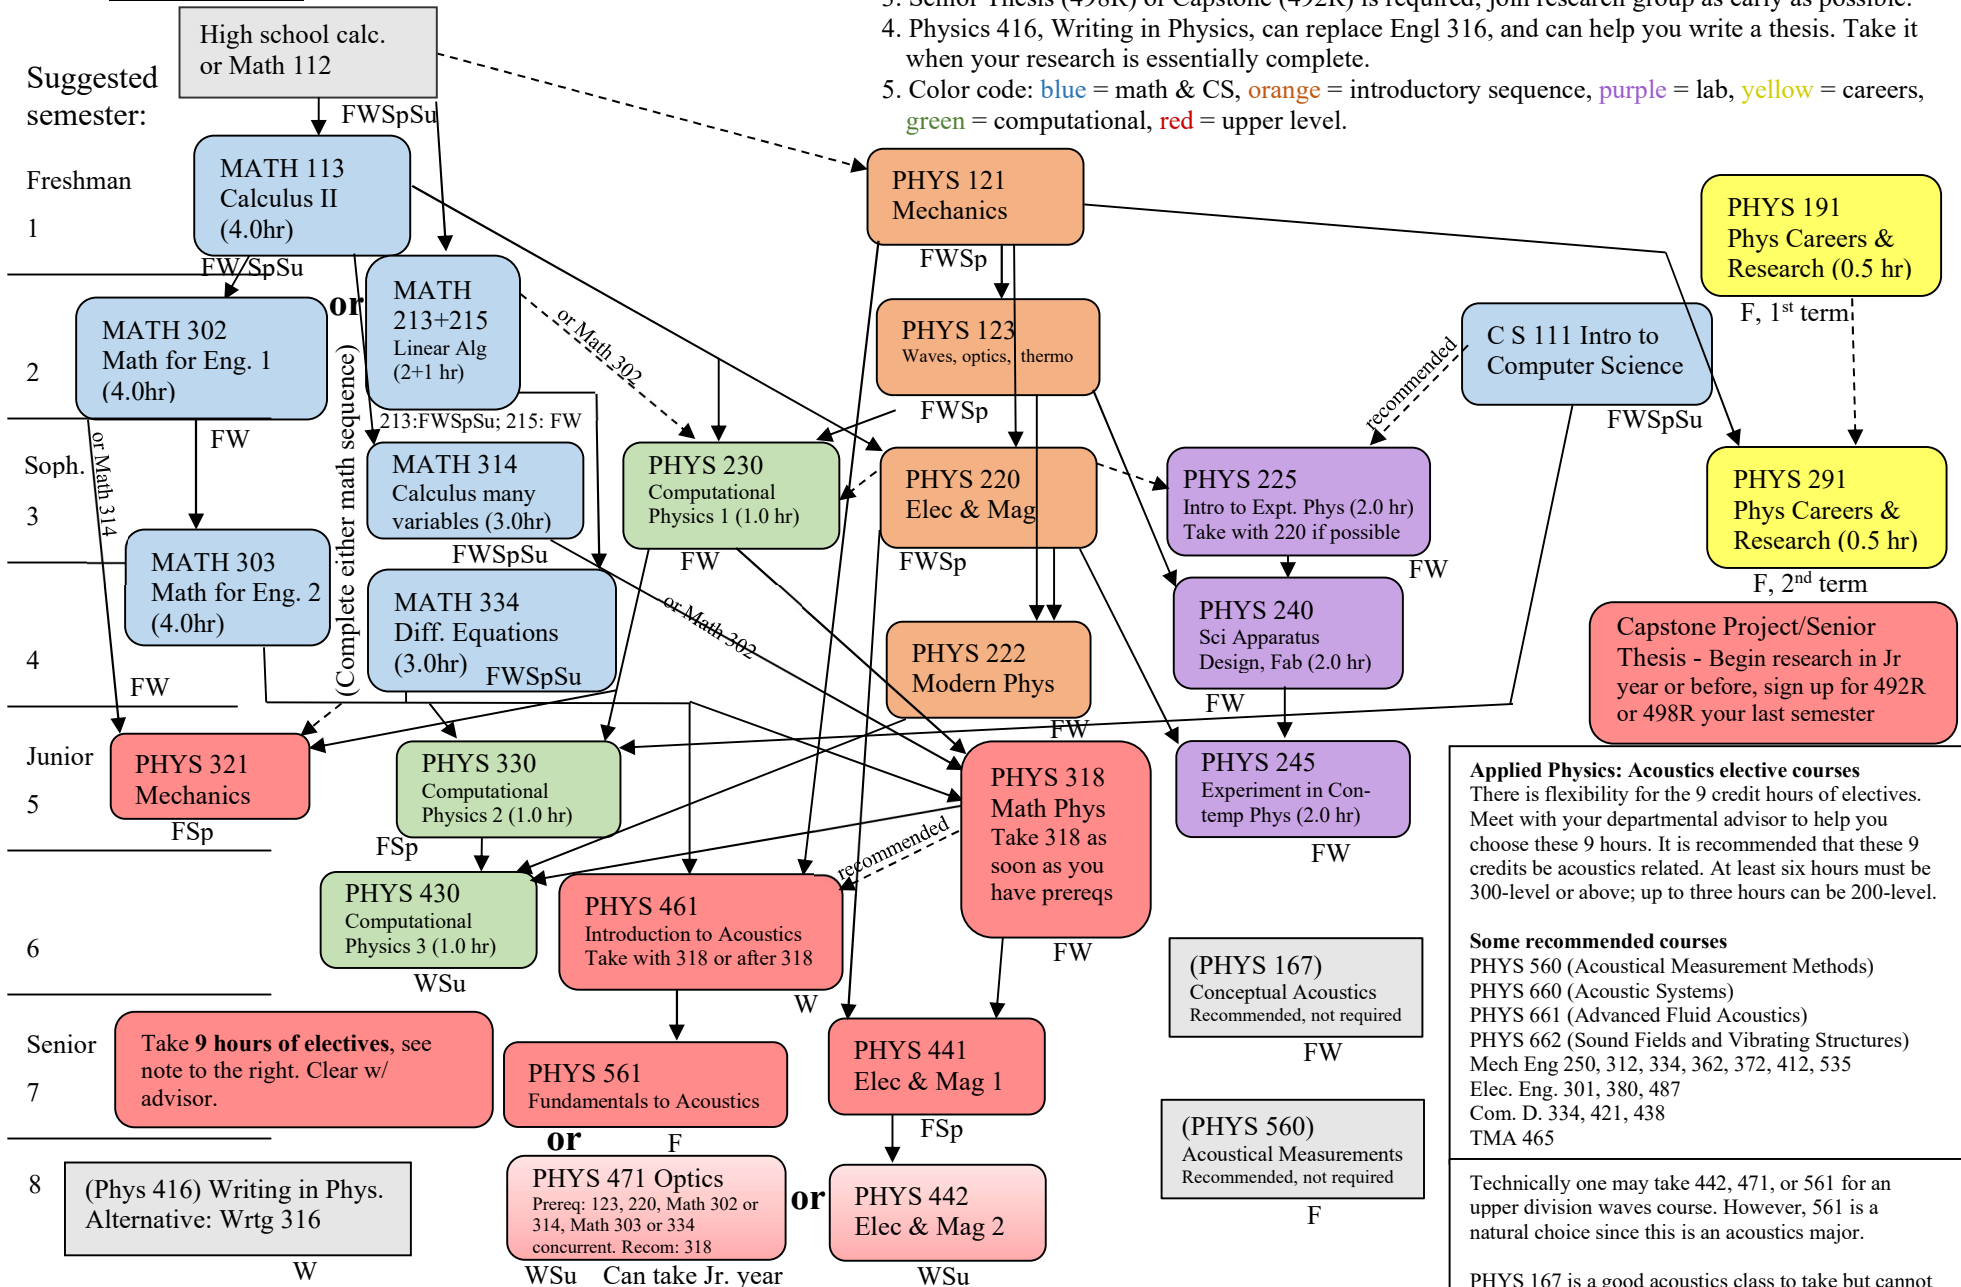 3. Senior Thesis (498R) or Capstone (492R) is required; join research group as early as possible.
4. Physics 416, Writing in Physics, can replace Engl 316, and can help you write a thesis. Take it
when your research is essentially complete.
5. Color code: blue = math & CS, orange = introductory sequence, purple = lab, yellow = careers,
green = computational, red = upper level.
High school calc.
or Math 112
FWSpSu
Suggested
semester:
Freshman
1
MATH 113
Calculus II
(4.0hr)
FW/SpSu
PHYS 121
Mechanics
FWSp
PHYS 191
Phys Careers &
Research (0.5 hr)
F, 1st term
2
MATH 302
Math for Eng. 1
(4.0hr)
FW
or
MATH
213+215
Linear Alg
(2+1 hr)
213:FWSpSu; 215: FW
(Complete either math sequence)
or Math 302
PHYS 123
Waves, optics, thermo
FWSp
recommended
C S 111 Intro to
Computer Science
FWSpSu
Soph.
3
or Math 314
MATH 314
Calculus many
variables (3.0hr)
FWSpSu
PHYS 230
Computational
Physics 1 (1.0 hr)
FW
PHYS 220
Elec & Mag
FWSp
PHYS 225
Intro to Expt. Phys (2.0 hr)
Take with 220 if possible
FW
PHYS 291
Phys Careers &
Research (0.5 hr)
F, 2nd term
4
MATH 303
Math for Eng. 2
(4.0hr)
FW
MATH 334
Diff. Equations
(3.0hr)
FWSpSu
or Math 302
PHYS 222
Modern Phys
FW
PHYS 240
Sci Apparatus
Design, Fab (2.0 hr)
FW
Capstone Project/Senior
Thesis - Begin research in Jr
year or before, sign up for 492R
or 498R your last semester
Junior
5
PHYS 321
Mechanics
FSp
PHYS 330
Computational
Physics 2 (1.0 hr)
FSp
PHYS 318
Math Phys
Take 318 as
soon as you
have prereqs
FW
PHYS 245
Experiment in Con-
temp Phys (2.0 hr)
FW
6
PHYS 430
Computational
Physics 3 (1.0 hr)
WSu
recommended
PHYS 461
Introduction to Acoustics
Take with 318 or after 318
W
(PHYS 167)
Conceptual Acoustics
Recommended, not required
FW
Senior
7
Take 9 hours of electives, see
note to the right. Clear w/
advisor.
PHYS 561
Fundamentals to Acoustics
F
or
PHYS 441
Elec & Mag 1
FSp
(PHYS 560)
Acoustical Measurements
Recommended, not required
F
8
(Phys 416) Writing in Phys.
Alternative: Wrtg 316
W
PHYS 471 Optics
Prereq: 123, 220, Math 302 or
314, Math 303 or 334
concurrent. Recom: 318
WSu Can take Jr. year
or
PHYS 442
Elec & Mag 2
WSu
Applied Physics: Acoustics elective courses
There is flexibility for the 9 credit hours of electives.
Meet with your departmental advisor to help you
choose these 9 hours. It is recommended that these 9
credits be acoustics related. At least six hours must be
300-level or above; up to three hours can be 200-level.
Some recommended courses
PHYS 560 (Acoustical Measurement Methods)
PHYS 660 (Acoustic Systems)
PHYS 661 (Advanced Fluid Acoustics)
PHYS 662 (Sound Fields and Vibrating Structures)
Mech Eng 250, 312, 334, 362, 372, 412, 535
Elec. Eng. 301, 380, 487
Com. D. 334, 421, 438
TMA 465
Technically one may take 442, 471, or 561 for an
upper division waves course. However, 561 is a
natural choice since this is an acoustics major.
PHYS 167 is a good acoustics class to take but cannot